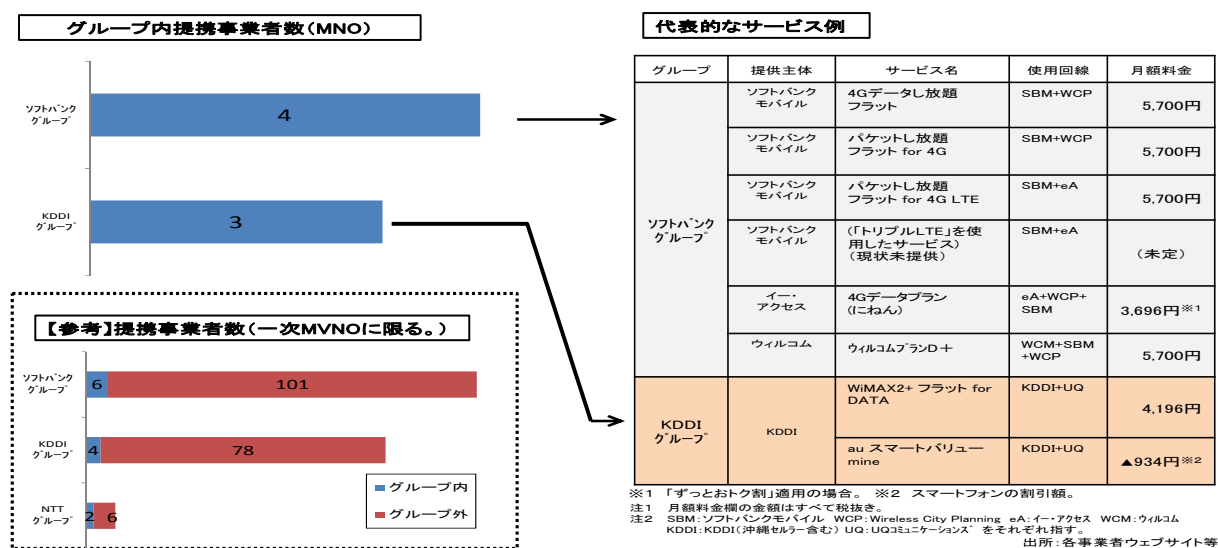 グループ内提携事業者数(MNO)
ソフトバンク
グループ
4
KDDI
グループ
3
【参考】提携事業者数(一次MVNOに限る。)
ソフトバンク
グループ
6 101
KDDI
グループ
4 78
NTT
グループ
2 6
グループ内
グループ外
代表的なサービス例
グループ 提供主体 サービス名 使用回線 月額料金
ソフトバンク
グループ
ソフトバンク
モバイル
4Gデータし放題
フラット
SBM+WCP
5,700円
ソフトバンク
モバイル
パケットし放題
フラット for 4G
SBM+WCP
5,700円
ソフトバンク
モバイル
パケットし放題
フラット for 4G LTE
SBM+eA
5,700円
ソフトバンク
モバイル
(「トリプルLTE」を使
用したサービス)
(現状未提供)
SBM+eA
(未定)
イー・
アクセス
4Gデータプラン
(にねん)
eA+WCP+
SBM
3,696円※1
ウィルコム
ウィルコムプランD+
WCM+SBM
+WCP
5,700円
KDDI
グループ
KDDI
WiMAX2+ フラット for
DATA
KDDI+UQ
4,196円
au スマートバリュー
mine
KDDI+UQ
▲934円※2
※1 「ずっとおトク割」適用の場合。 ※2 スマートフォンの割引額。
注1 月額料金欄の金額はすべて税抜き。
注2 SBM:ソフトバンクモバイル WCP:Wireless City Planning eA:イー・アクセス WCM:ウィルコム
KDDI:KDDI(沖縄セルラー含む) UQ:UQコミュニケーションズ をそれぞれ指す。
出所:各事業者ウェブサイト等